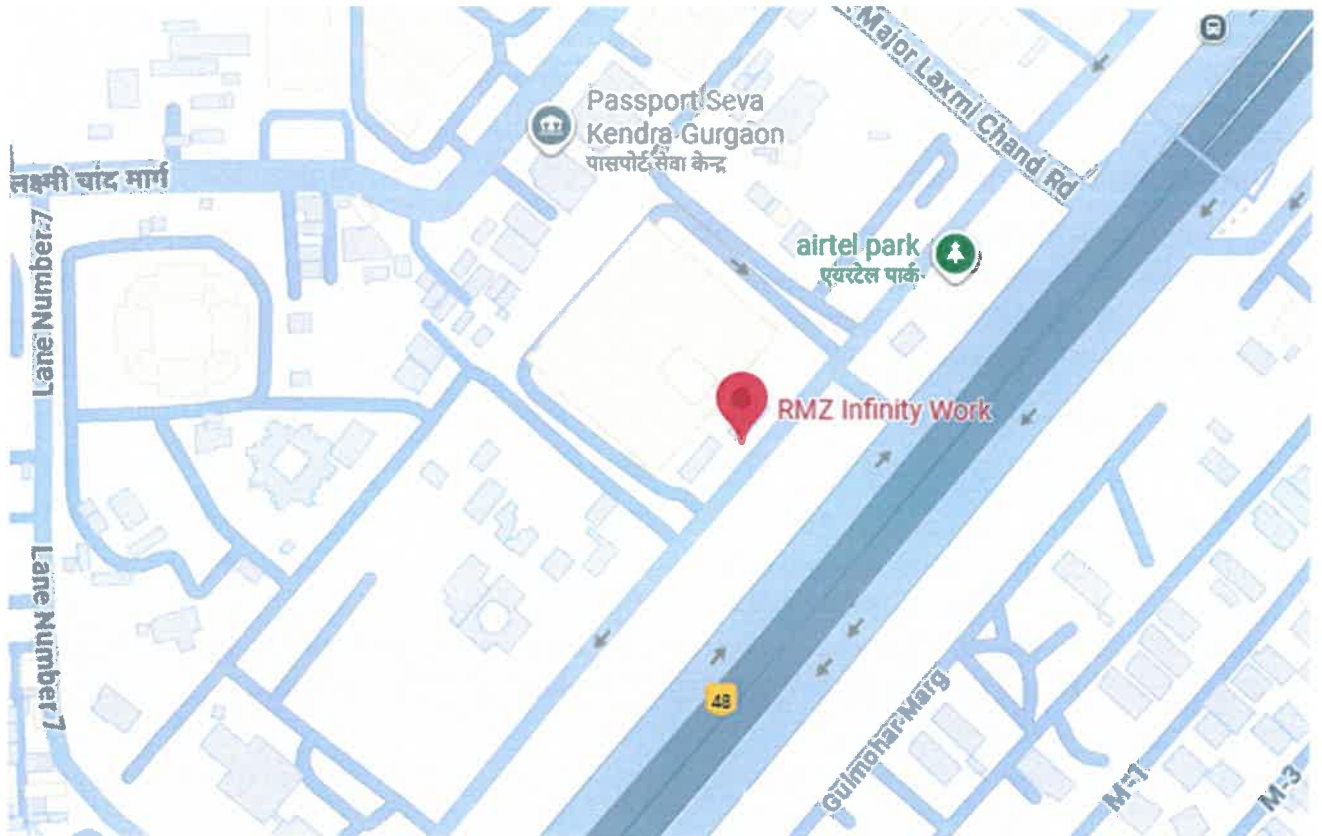 Major Laxmi Chand Rd
Passport Seva
Kendra Gurgaon
पासपोर्ट सेवा केन्द्र
लक्ष्मी चांद मार्ग
airtel park
एयरटेल पार्क
Lane Number 7
RMZ Infinity Work
Lane Number 7
48
Gulmohar Marg
M-1
M-3